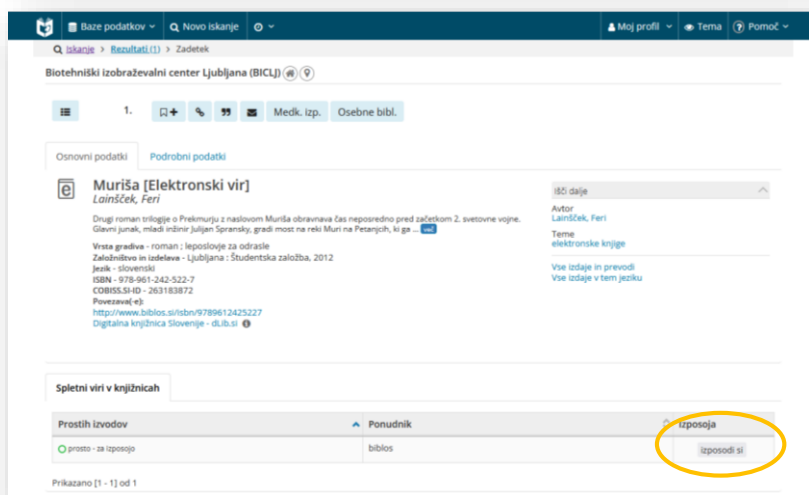 Baze podatkov Novo iskanje Moj profil Tema Pomoč
Iskanje > Rezultati (1) > Zadetek
Biotehniški izobraževalni center Ljubljana (BICLJ)
1. Medk. izp. Osebne bibl.
Osnovni podatki Podrobni podatki
Muriša [Elektronski vir]
Lainšček, Feri
Drugi roman trilogije o Prekmurju z naslovom Muriša obravnava čas neposredno pred začetkom 2. svetovne vojne.
Glavni junak, mladi inžinir Julijan Spransky, gradi most na reki Muri na Petanjcih, ki ga ... več
Vrsta gradiva - roman ; leposlovje za odrasle
Založništvo in izdelava - Ljubljana : Študentska založba, 2012
Jezik - slovenski
ISBN - 978-961-242-522-7
COBISS.SI-ID - 263183872
Povezava(-e):
http://www.biblos.si/isbn/9789612425227
Digitalna knjižnica Slovenije - dLib.si
Išči dalje
Avtor
Lainšček, Feri
Teme
elektronske knjige
Vse izdaje in prevodi
Vse izdaje v tem jeziku
Spletni viri v knjižnicah
Prostih izvodov Ponudnik Izposoja
prosto - za izposojo biblos Izposodi si
Prikazano [1 - 1] od 1